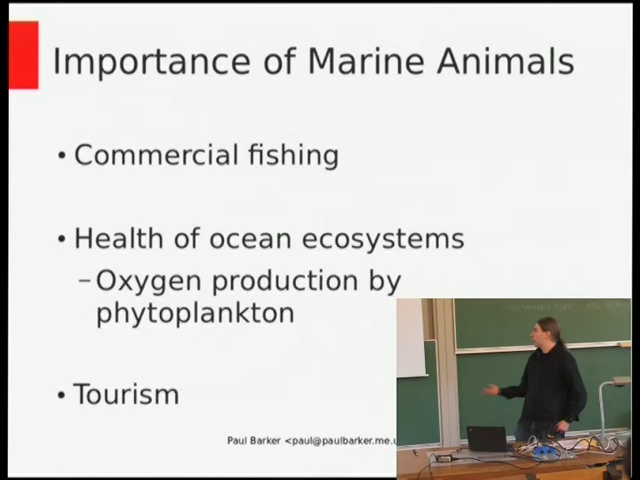 Importance of Marine Animals
• Commercial fishing
• Health of ocean ecosystems
–Oxygen production by
phytoplankton
• Tourism
Paul Barker <paul@paulbarker.me.u